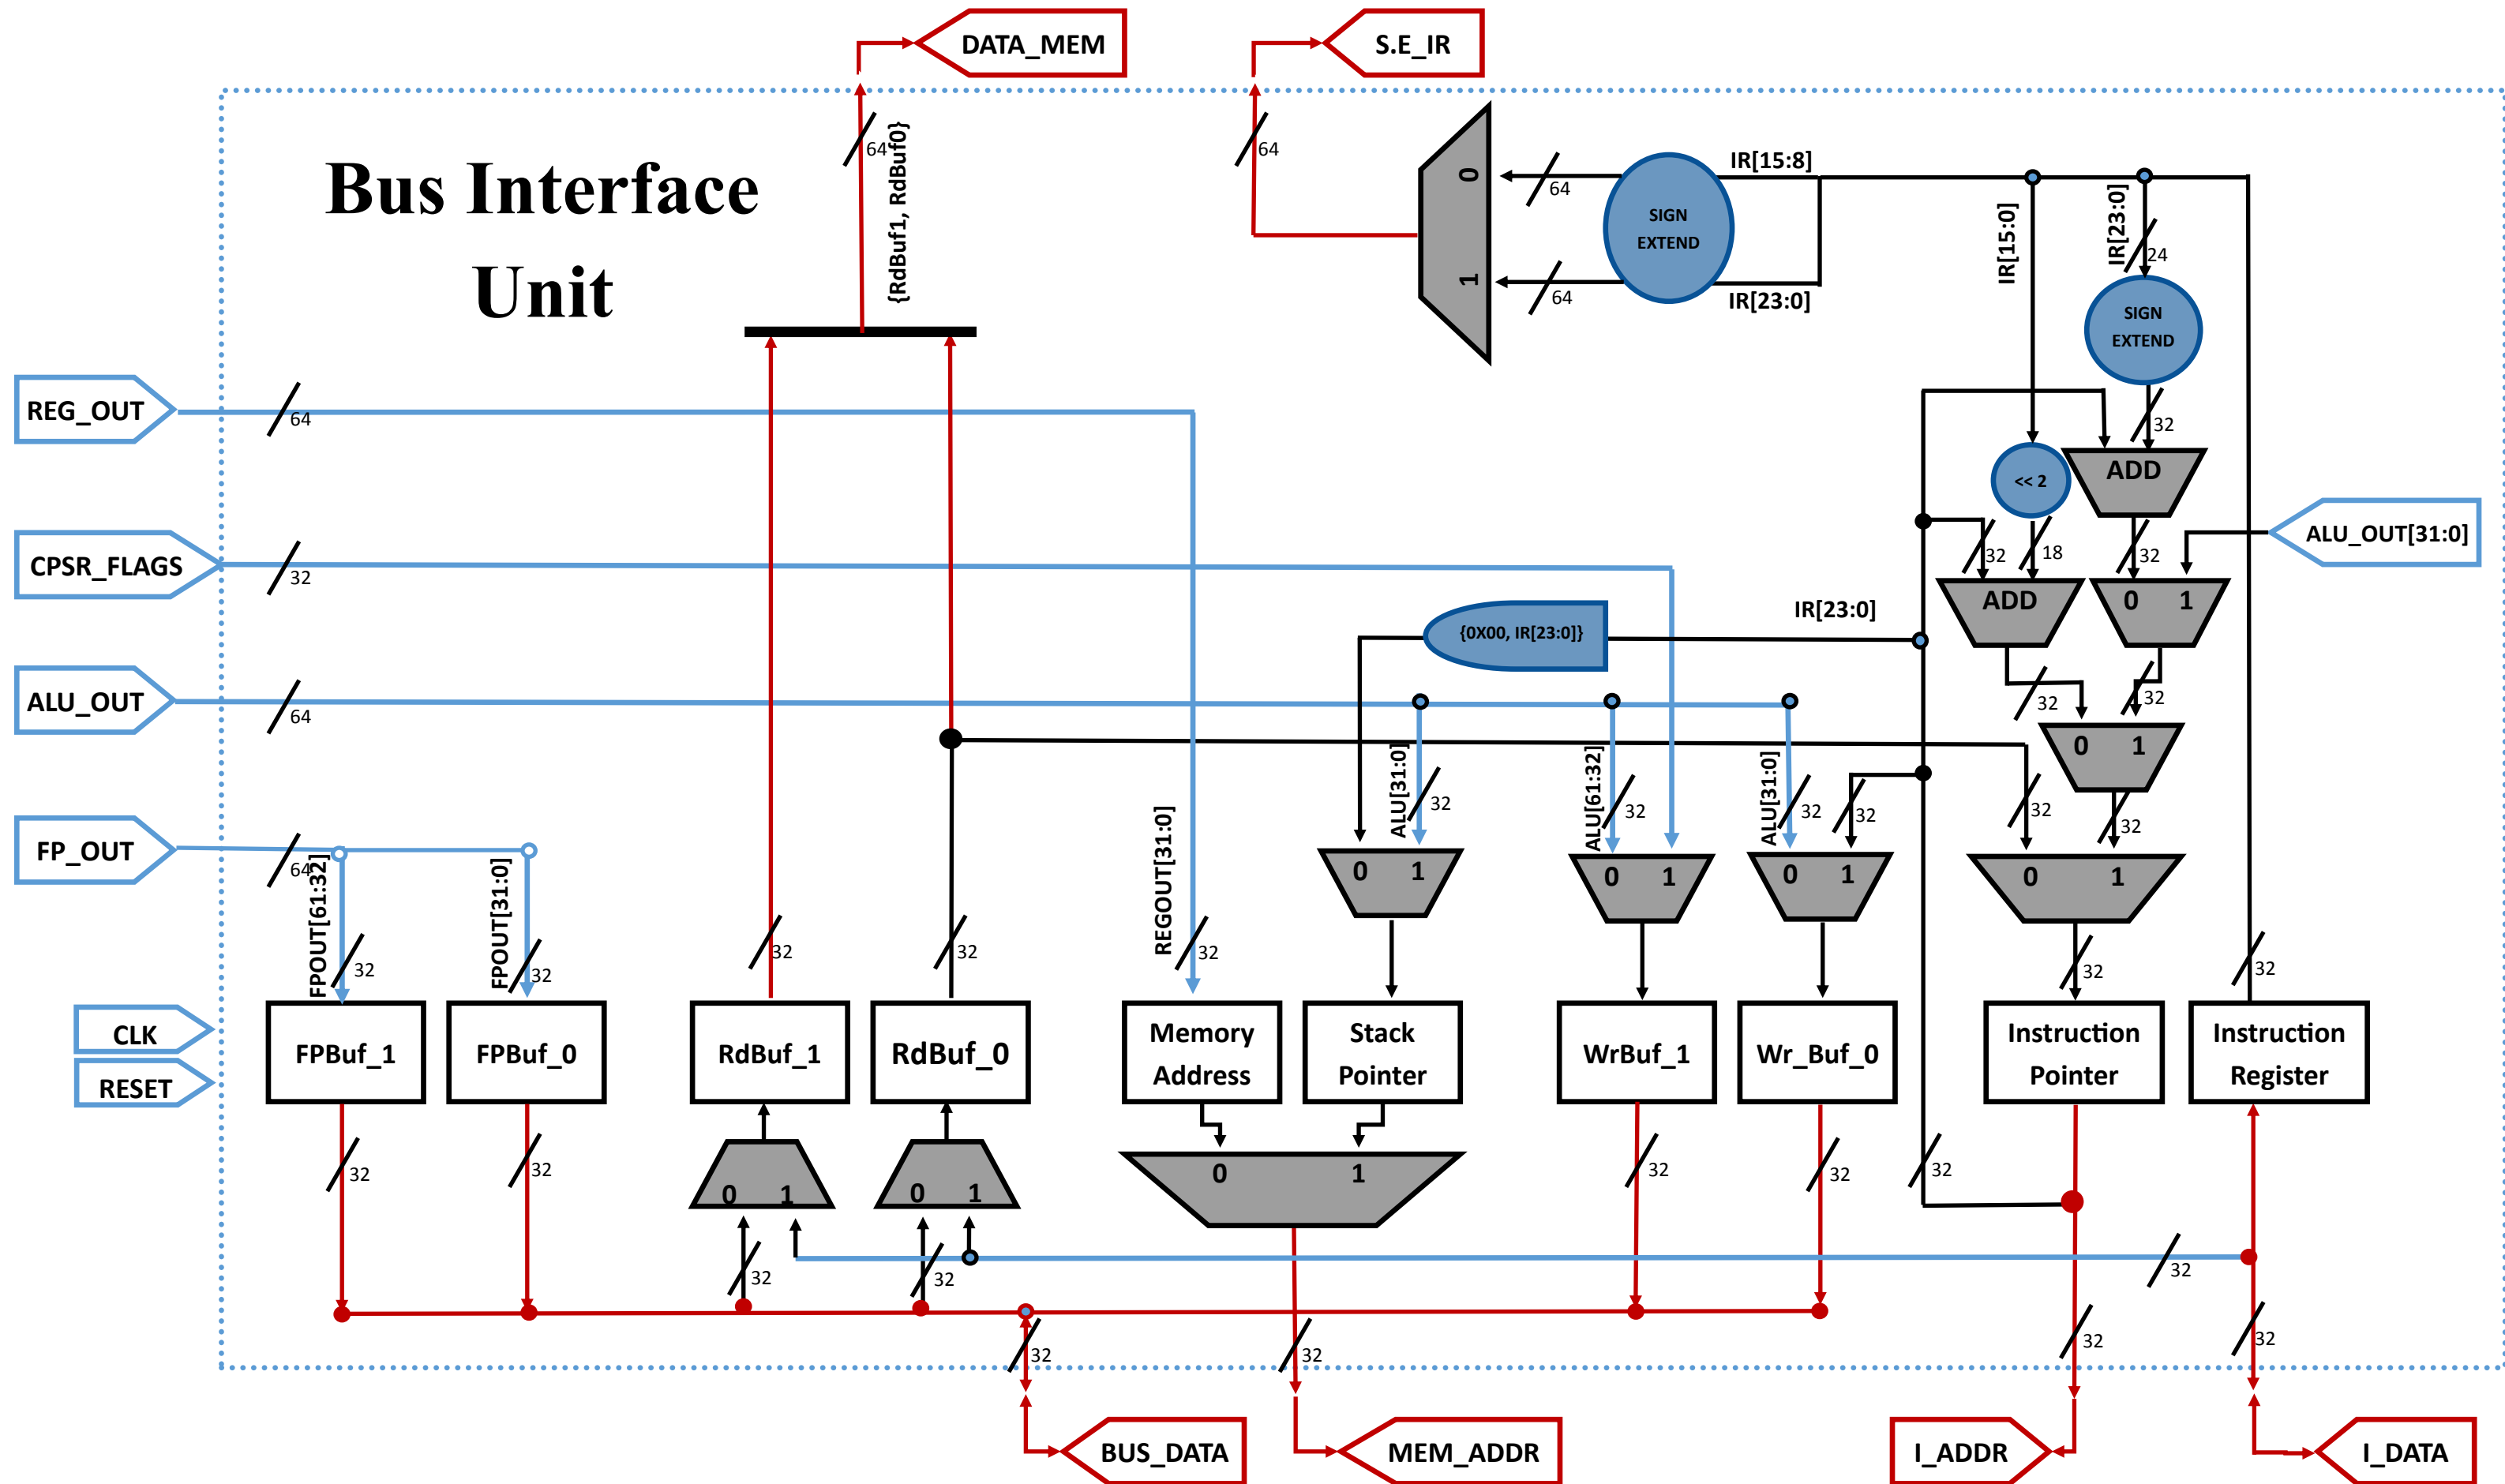 DATA_MEM
S.E_IR
Bus Interface
Unit
64
{RdBuf1, RdBuf0}
64
0
1
64
64
SIGN
EXTEND
IR[15:8]
IR[23:0]
IR[15:0]
IR[23:0]
24
SIGN
EXTEND
32
REG_OUT
64
<< 2
ADD
32
18
32
ALU_OUT[31:0]
CPSR_FLAGS
32
ADD
0 1
{0X00, IR[23:0]}
IR[23:0]
ALU_OUT
64
32
32
0 1
FP_OUT
64
FPOUT[61:32]
32
FPOUT[31:0]
32
32
32
REGOUT[31:0]
32
ALU[31:0]
32
ALU[61:32]
32
ALU[31:0]
32
32
32
32
0 1
0 1
0 1
0 1
32
32
CLK
RESET
FPBuf_1
FPBuf_0
RdBuf_1
RdBuf_0
Memory
Address
Stack
Pointer
WrBuf_1
Wr_Buf_0
Instruction
Pointer
Instruction
Register
32
32
0 1
0 1
0 1
32
32
32
32
32
32
32
32
32
32
BUS_DATA
MEM_ADDR
I_ADDR
I_DATA